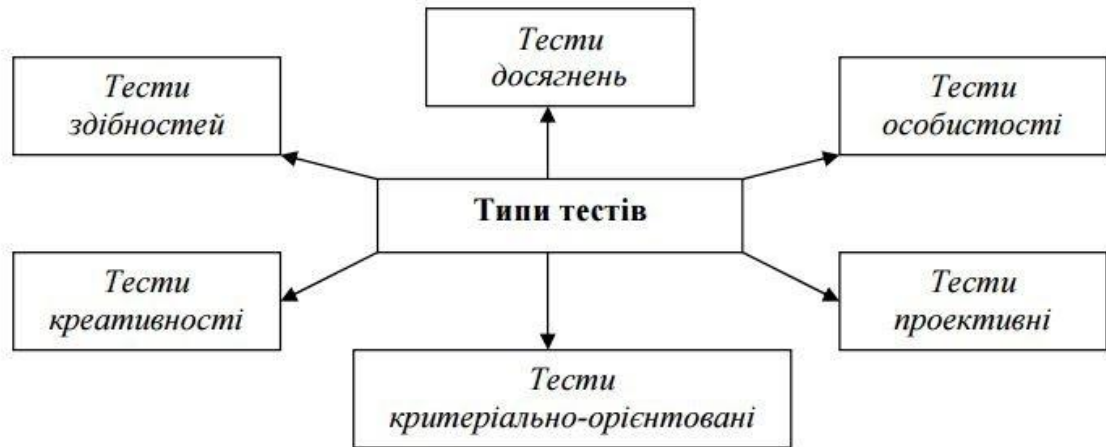 Тести
досягнень
Тести
здібностей
Тести
особистості
Типи тестів
Тести
креативності
Тести
проективні
Тести
критеріально-орієнтовані